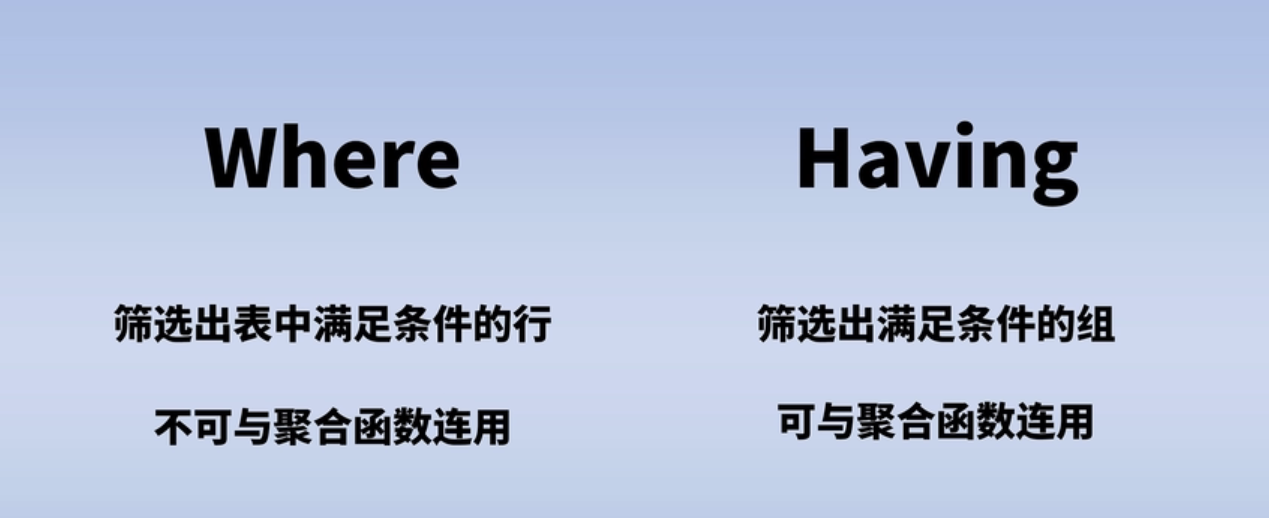 Where
筛选出表中满足条件的行
不可与聚合函数连用
Having
筛选出满足条件的组
可与聚合函数连用